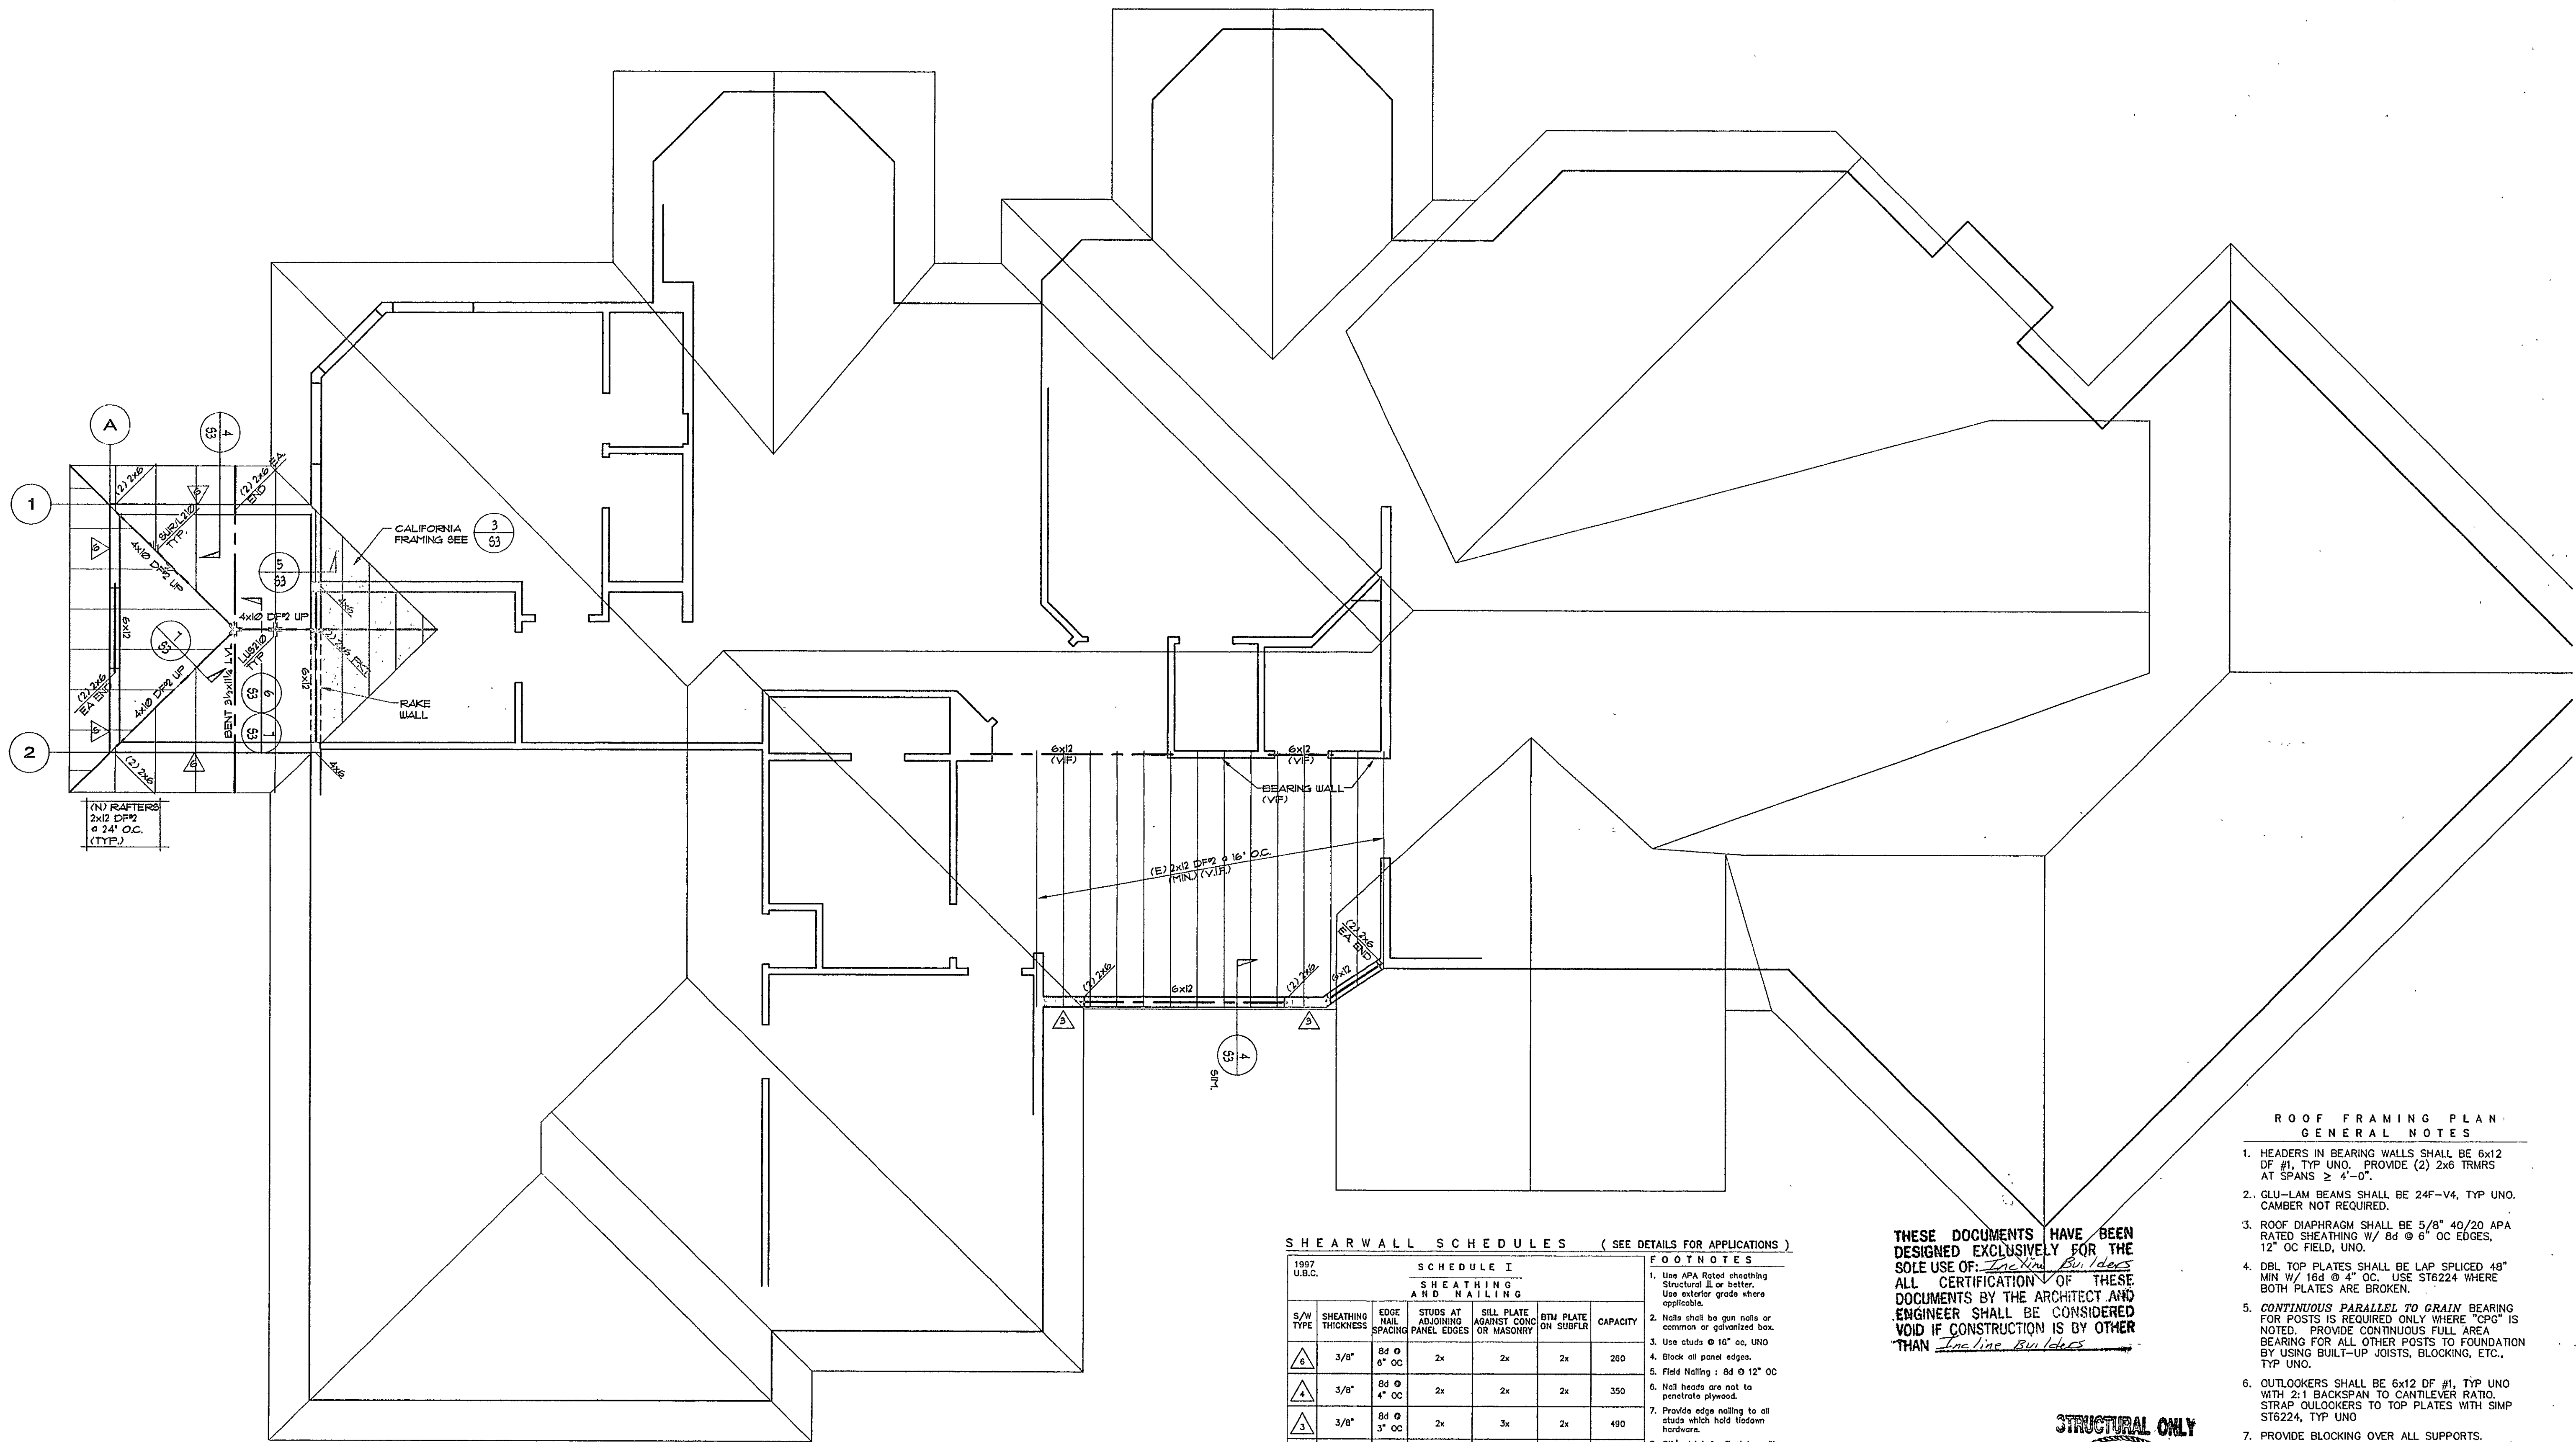 A
4
S3
(2) 2x6
6
(2) 2x6 EA.
END
1
SUR/L210
TYP.
CALIFORNIA
FRAMING SEE
3
S3
6
4x10
DF#2 UP
5
S3
4x6
4x10 DF#2 UP
6x12
1
S3
LUS210
TYP
(2) 2x6
EA END
4x10 DF#2 UP
BENT 3½x11¼ LVL
6
S3
6x12
RAKE
WALL
7
S3
6
2
(2) 2x6
6
4x6
(N) RAFTERS
2x12 DF#2
@ 24" O.C.
(TYP.)
6x12
(VIF)
6x12
(VIF)
BEARING WALL
(VIF)
(E) 2x12 DF#2 @ 16" O.C.
(MIN.) (V.I.F.)
(2) 2x6
EA END
(2) 2x6
6x12
(2) 2x6
6x12
3
3
4
S3
SIM.
SHEARWALL SCHEDULES ( SEE DETAILS FOR APPLICATIONS )
1997
U.B.C.
SCHEDULE I
SHEATHING
AND NAILING
S/W
TYPE
SHEATHING
THICKNESS
EDGE
NAIL
SPACING
STUDS AT
ADJOINING
PANEL EDGES
SILL PLATE
AGAINST CONC
OR MASONRY
BTM PLATE
ON SUBFLR
CAPACITY
6
3/8"
8d @
6" OC
2x
2x
2x
260
4
3/8"
8d @
4" OC
2x
2x
2x
350
3
3/8"
8d @
3" OC
2x
3x
2x
490
FOOTNOTES
1. Use APA Rated sheathing
Structural II or better.
Use exterior grade where
applicable.
2. Nails shall be gun nails or
common or galvanized box.
3. Use studs @ 16" oc, UNO
4. Block all panel edges.
5. Field Nailing : 8d @ 12" OC
6. Nail heads are not to
penetrate plywood.
7. Provide edge nailing to all
studs which hold tiedown
hardware.
THESE DOCUMENTS HAVE BEEN
DESIGNED EXCLUSIVELY FOR THE
SOLE USE OF: Incline Builders
ALL CERTIFICATION OF THESE
DOCUMENTS BY THE ARCHITECT AND
ENGINEER SHALL BE CONSIDERED
VOID IF CONSTRUCTION IS BY OTHER
THAN Incline Builders
STRUCTURAL ONLY
ROOF FRAMING PLAN
GENERAL NOTES
1. HEADERS IN BEARING WALLS SHALL BE 6x12
DF #1, TYP UNO. PROVIDE (2) 2x6 TRMRS
AT SPANS ≥ 4'-0".
2. GLU-LAM BEAMS SHALL BE 24F-V4, TYP UNO.
CAMBER NOT REQUIRED.
3. ROOF DIAPHRAGM SHALL BE 5/8" 40/20 APA
RATED SHEATHING W/ 8d @ 6" OC EDGES,
12" OC FIELD, UNO.
4. DBL TOP PLATES SHALL BE LAP SPLICED 48"
MIN W/ 16d @ 4" OC. USE ST6224 WHERE
BOTH PLATES ARE BROKEN.
5. CONTINUOUS PARALLEL TO GRAIN BEARING
FOR POSTS IS REQUIRED ONLY WHERE "CPG" IS
NOTED. PROVIDE CONTINUOUS FULL AREA
BEARING FOR ALL OTHER POSTS TO FOUNDATION
BY USING BUILT-UP JOISTS, BLOCKING, ETC.,
TYP UNO.
6. OUTLOOKERS SHALL BE 6x12 DF #1, TYP UNO
WITH 2:1 BACKSPAN TO CANTILEVER RATIO.
STRAP OULOOKERS TO TOP PLATES WITH SIMP
ST6224, TYP UNO
7. PROVIDE BLOCKING OVER ALL SUPPORTS.